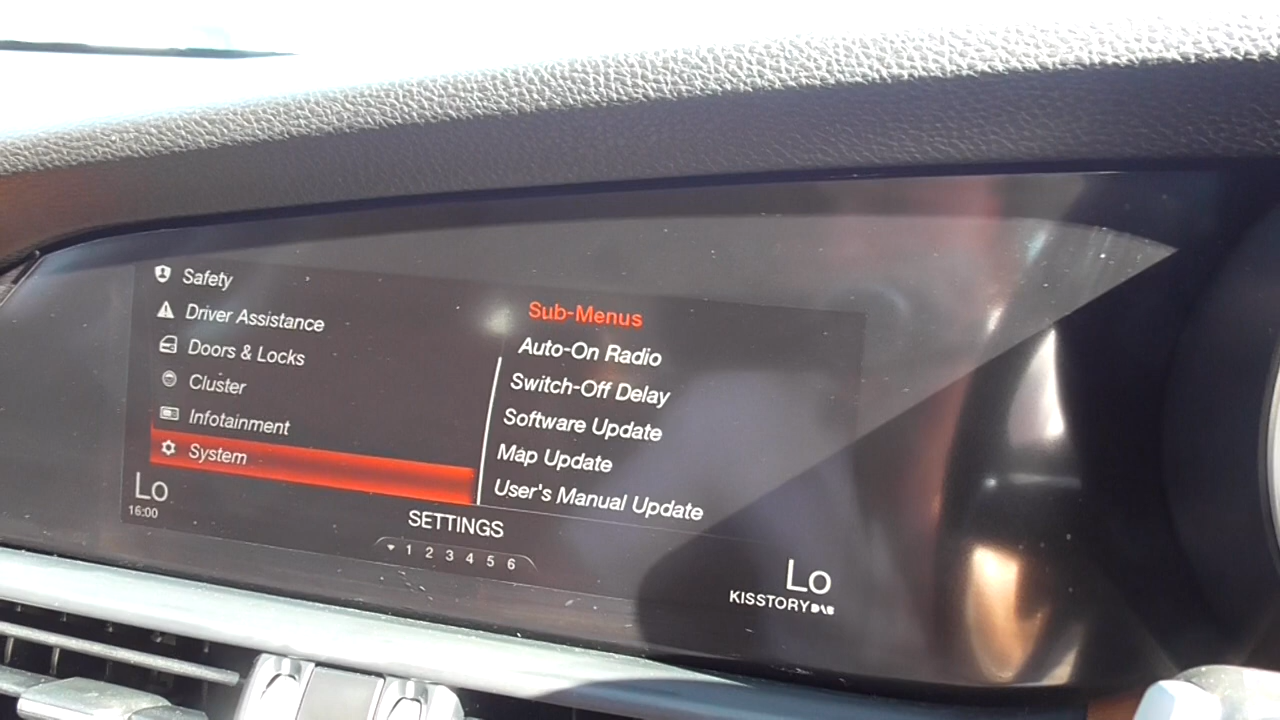 Safety
Driver Assistance
Doors & Locks
Cluster
Infotainment
System
Sub-Menus
Auto-On Radio
Switch-Off Delay
Software Update
Map Update
User's Manual Update
Lo
16:00
SETTINGS
1 2 3 4 5 6
Lo
KISSTORY DAB